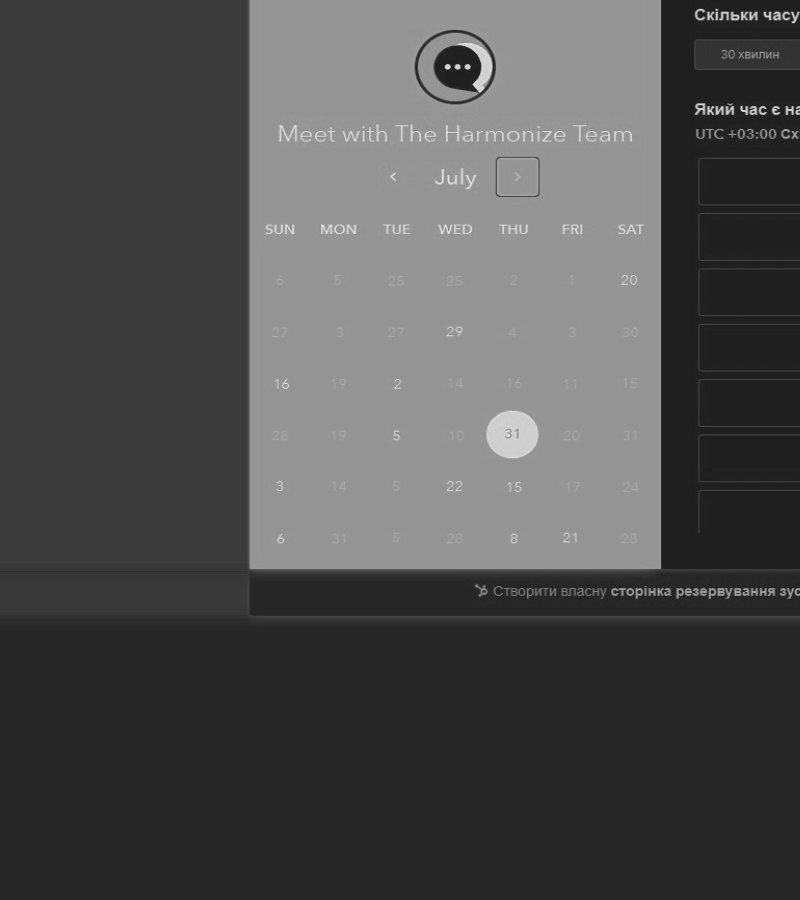 Meet with The Harmonize Team
July
SUN MON TUE WED THU FRI SAT
6 5 25 25 2 1 20
27 3 27 29 4 3 30
16 19 2 14 16 11 15
28 19 5 10 31 20 31
3 14 5 22 15 17 24
6 31 5 28 8 21 28
Скільки часу
30 хвилин
Який час є на
UTC +03:00 Сх
Створити власну сторінка резервування зус